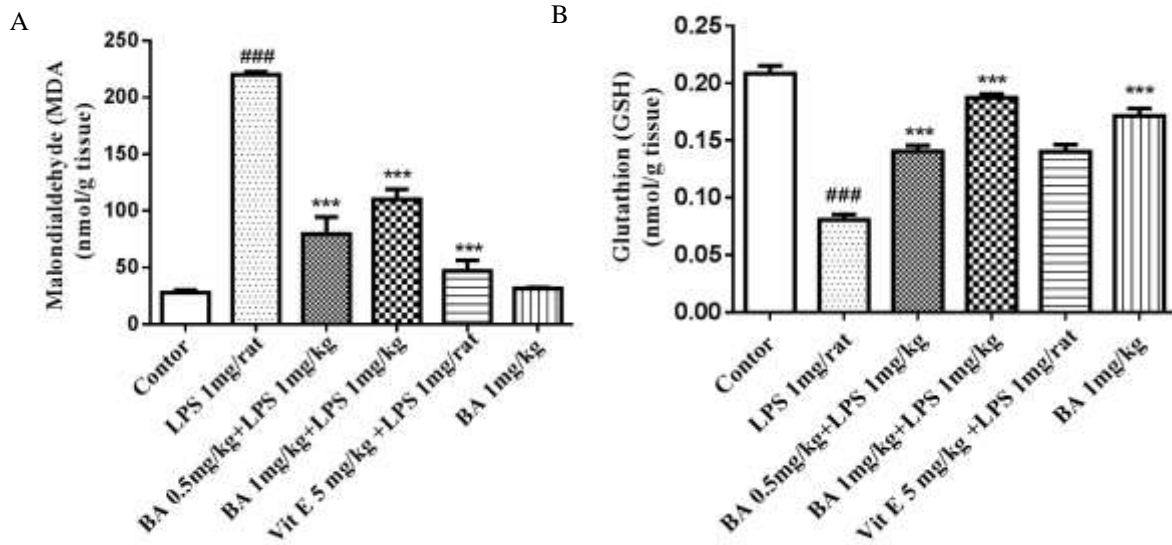 A
Malondialdehyde (MDA
(nmol/g tissue)
250
200
150
100
50
0
###
***
***
***
Contor
LPS 1mg/rat
BA 0.5mg/kg+LPS 1mg/kg
BA 1mg/kg+LPS 1mg/kg
Vit E 5 mg/kg +LPS 1mg/rat
BA 1mg/kg
B
Glutathion (GSH)
(nmol/g tissue)
0.25
0.20
0.15
0.10
0.05
0.00
###
***
***
***
Contor
LPS 1mg/rat
BA 0.5mg/kg+LPS 1mg/kg
BA 1mg/kg+LPS 1mg/kg
Vit E 5 mg/kg +LPS 1mg/rat
BA 1mg/kg